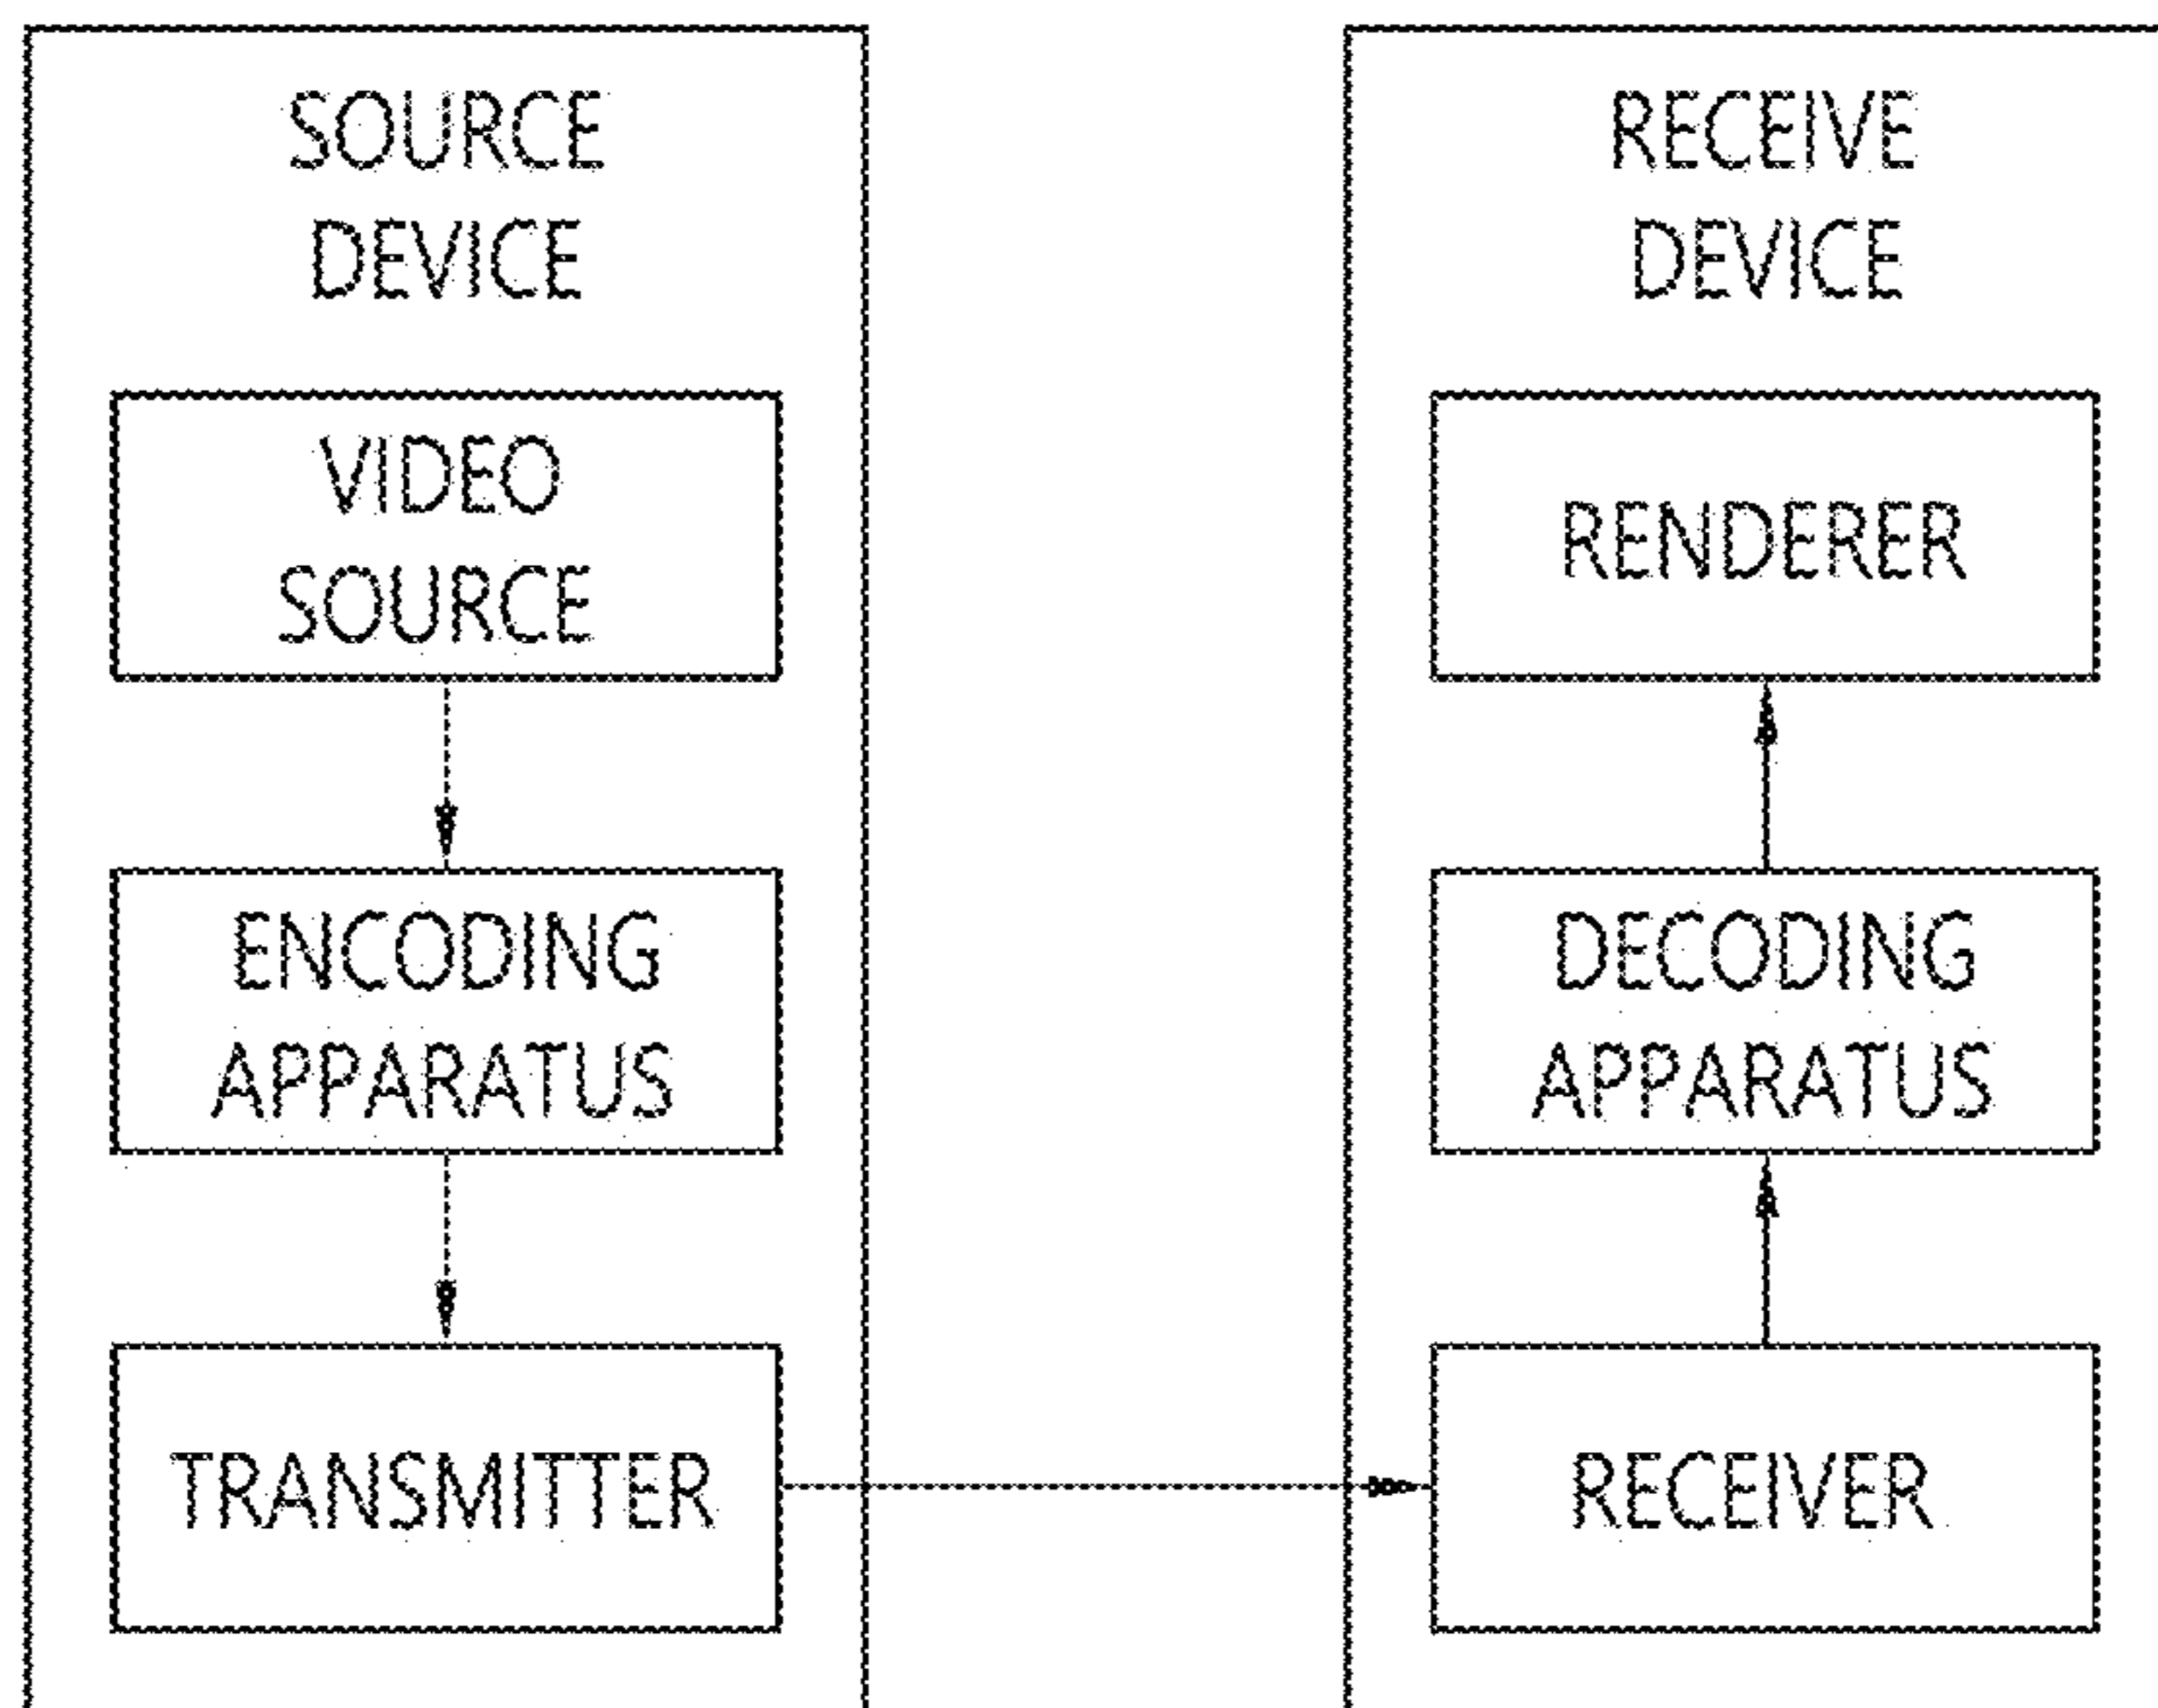 SOURCE
DEVICE
VIDEO
SOURCE
ENCODING
APPARATUS
TRANSMITTER
RECEIVE
DEVICE
RENDERER
DECODING
APPARATUS
RECEIVER